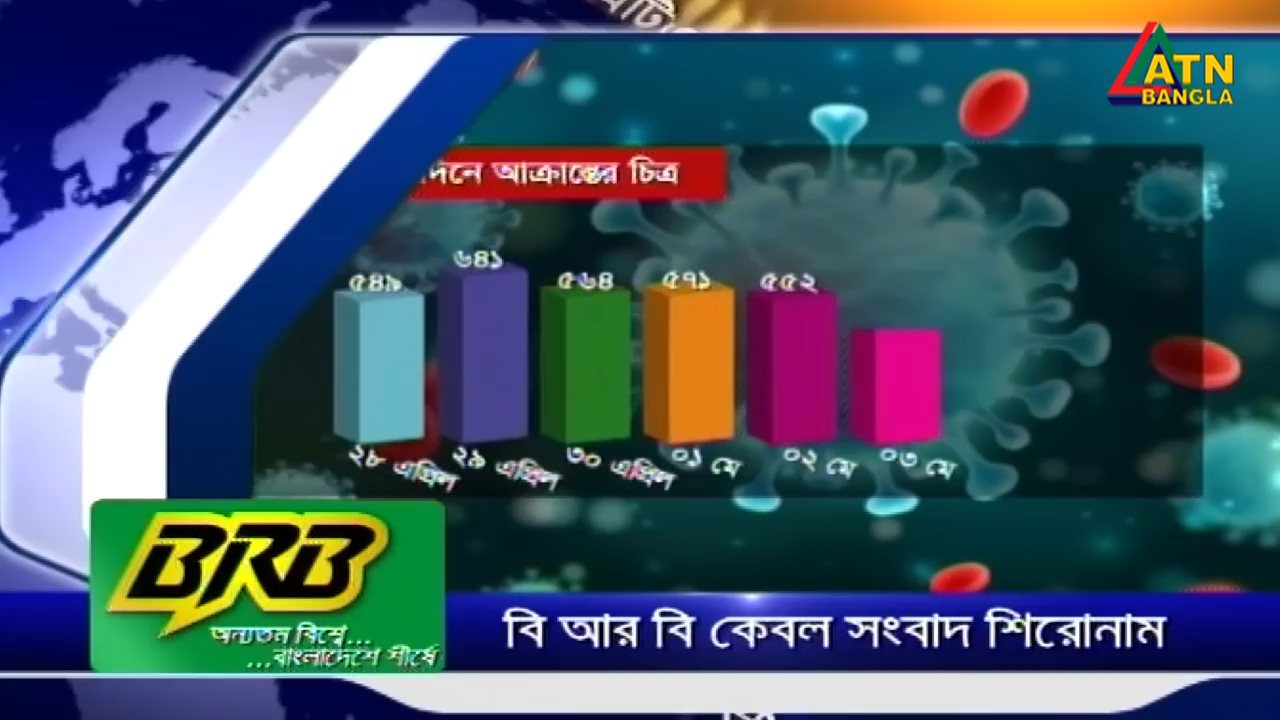 ATN
BANGLA
আক্রান্তের চিত্র
৫৪৯ ৬৪১ ৫৬৪ ৫৭১ ৫৫২
২৮ এপ্রিল ২৯ এপ্রিল ৩০ এপ্রিল ০১ মে ০২ মে ০৩ মে
BRB
অন্যতম বিশ্বে...
...বাংলাদেশে শীর্ষে
বি আর বি কেবল সংবাদ শিরোনাম